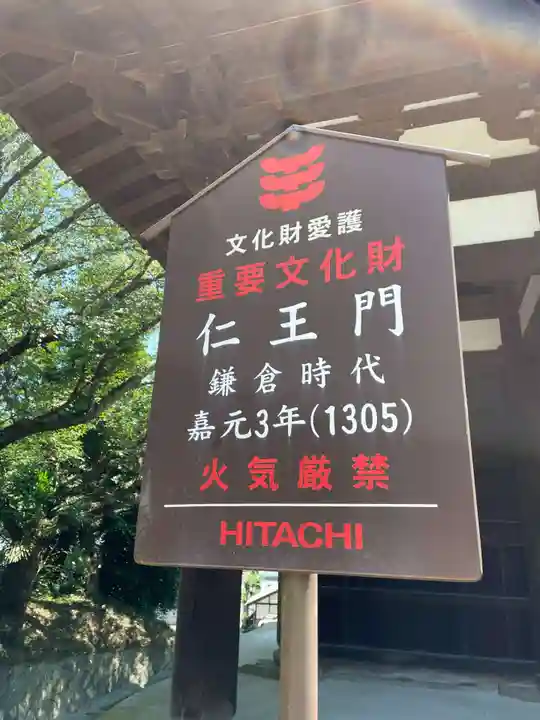 文化財愛護
重要文化財
仁王門
鎌倉時代
嘉元3年(1305)
火気厳禁
HITACHI